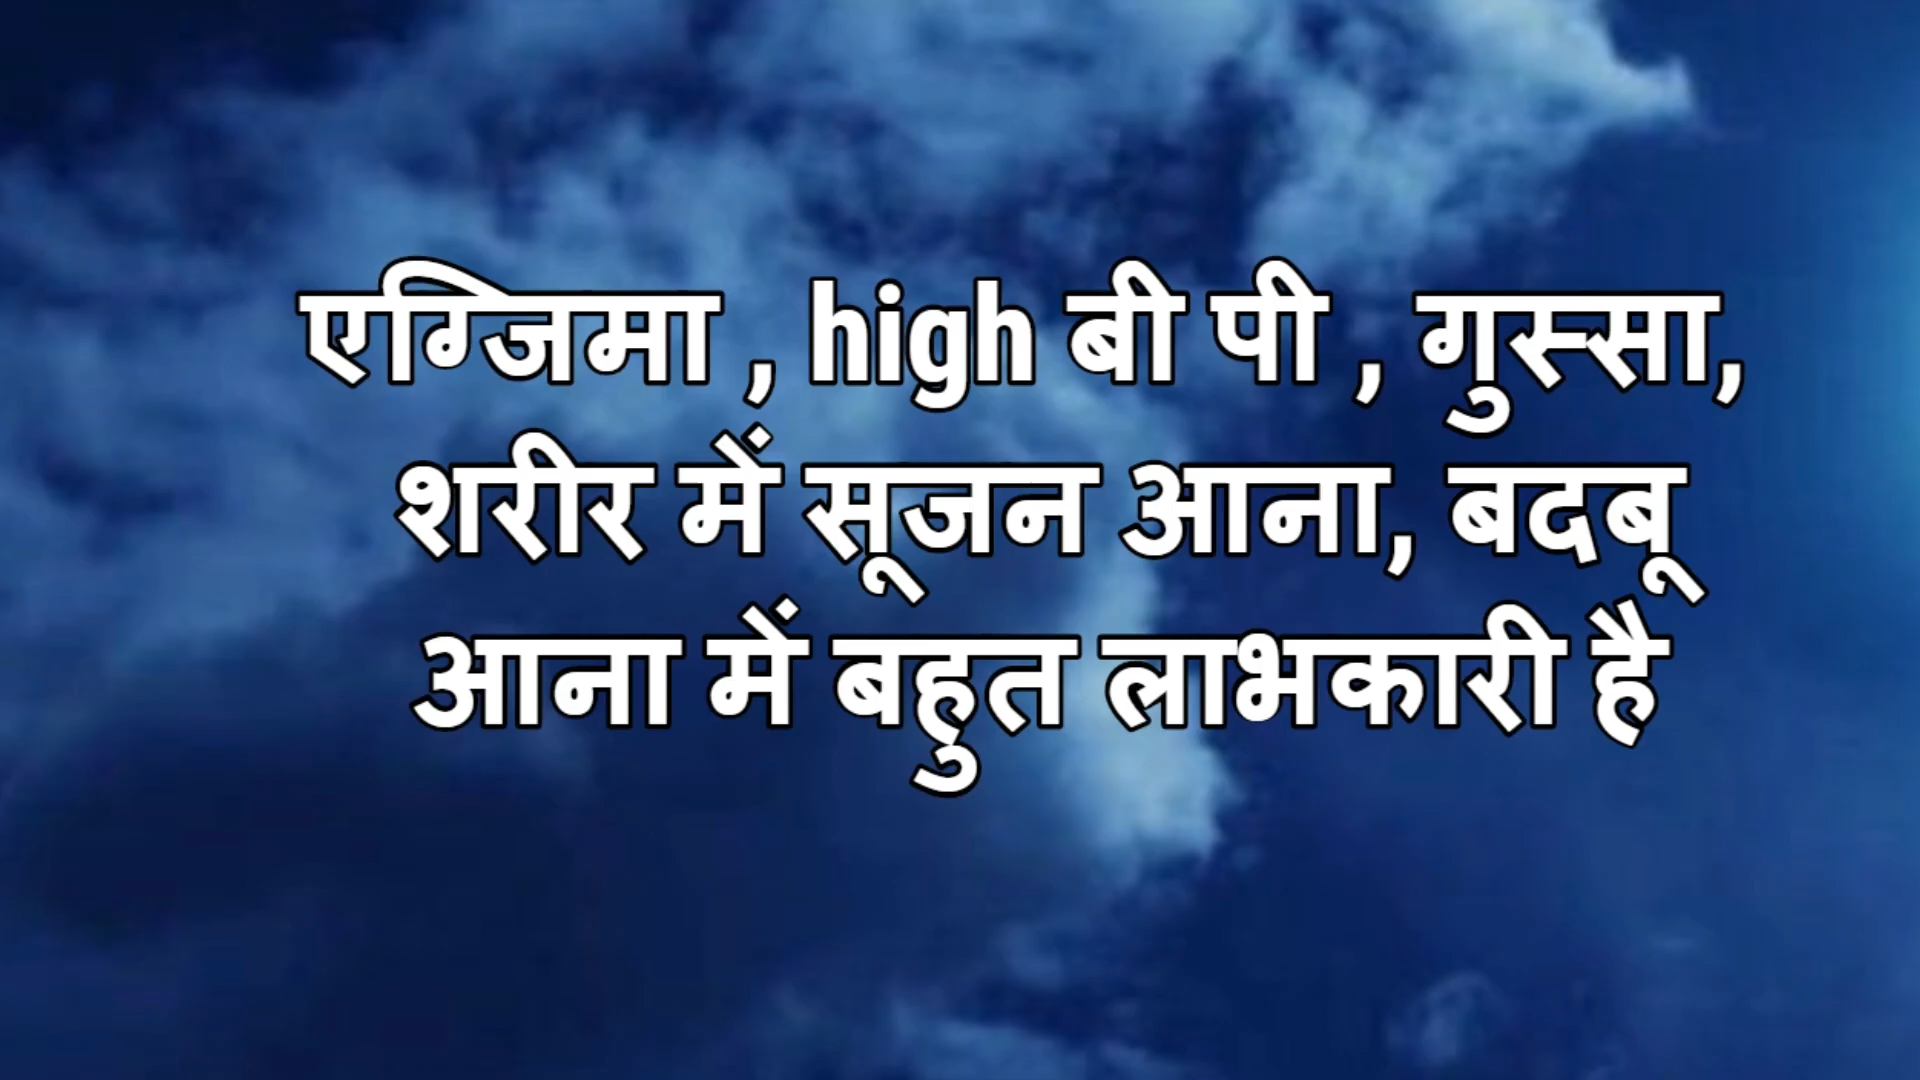 एग्जिमा , high बी पी , गुस्सा,
शरीर में सूजन आना, बदबू
आना में बहुत लाभकारी है